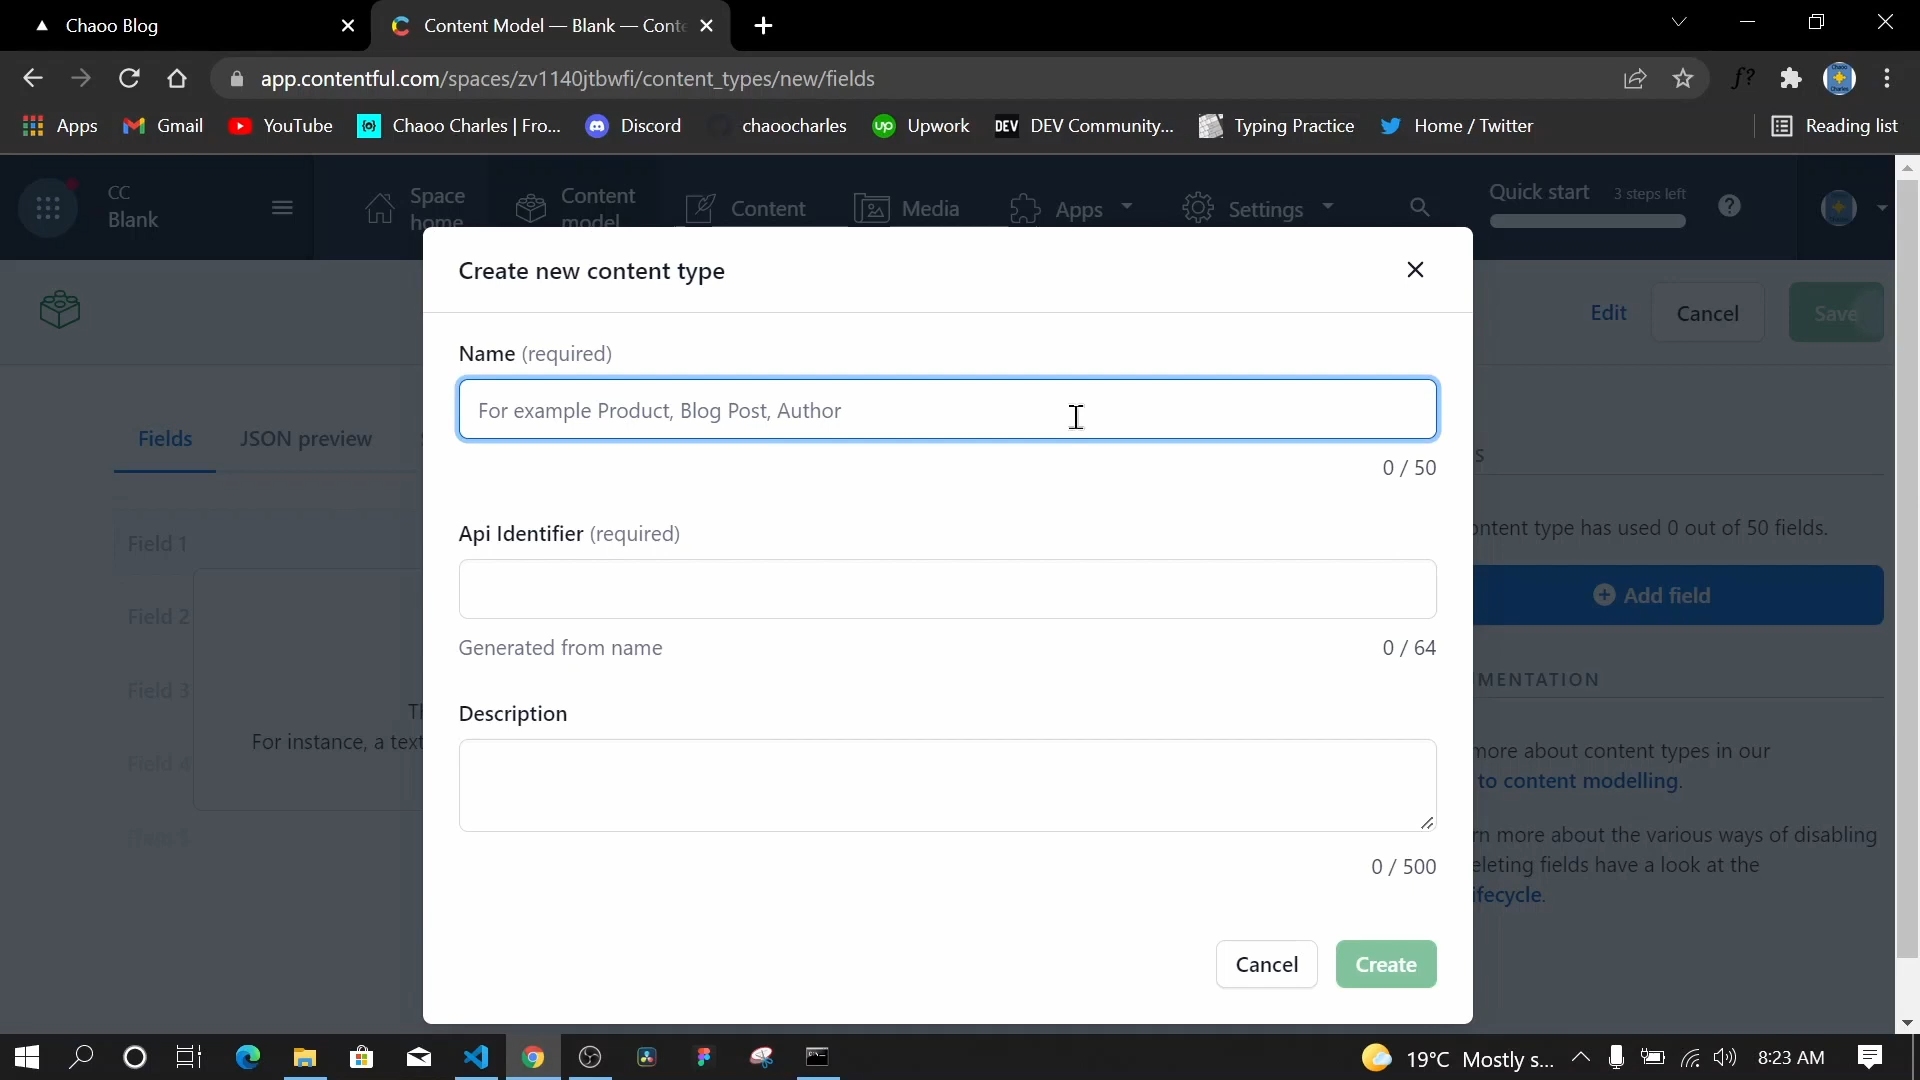 Chaoo Blog
Content Model — Blank — Conte
app.contentful.com/spaces/zv1140jtbwfi/content_types/new/fields
f?
Apps
Gmail
YouTube
Chaoo Charles | Fro...
Discord
chaoocharles
up
Upwork
DEV
DEV Community...
Typing Practice
Home / Twitter
Reading list
CC
Blank
Space
home
Content
model
Content
Media
Apps
Settings
Quick start
3 steps left
?
Create new content type
Edit
Cancel
Save
Name (required)
For example Product, Blog Post, Author
0 / 50
Fields
JSON preview
S
ntent type has used 0 out of 50 fields.
Api Identifier (required)
Field 1
Add field
Generated from name
0 / 64
Field 2
Field 3
MENTATION
Description
Th
For instance, a text
Field 4
more about content types in our
to content modelling.
0 / 500
rn more about the various ways of disabling
eleting fields have a look at the
ifecycle.
Cancel
Create
19°C Mostly s...
8:23 AM